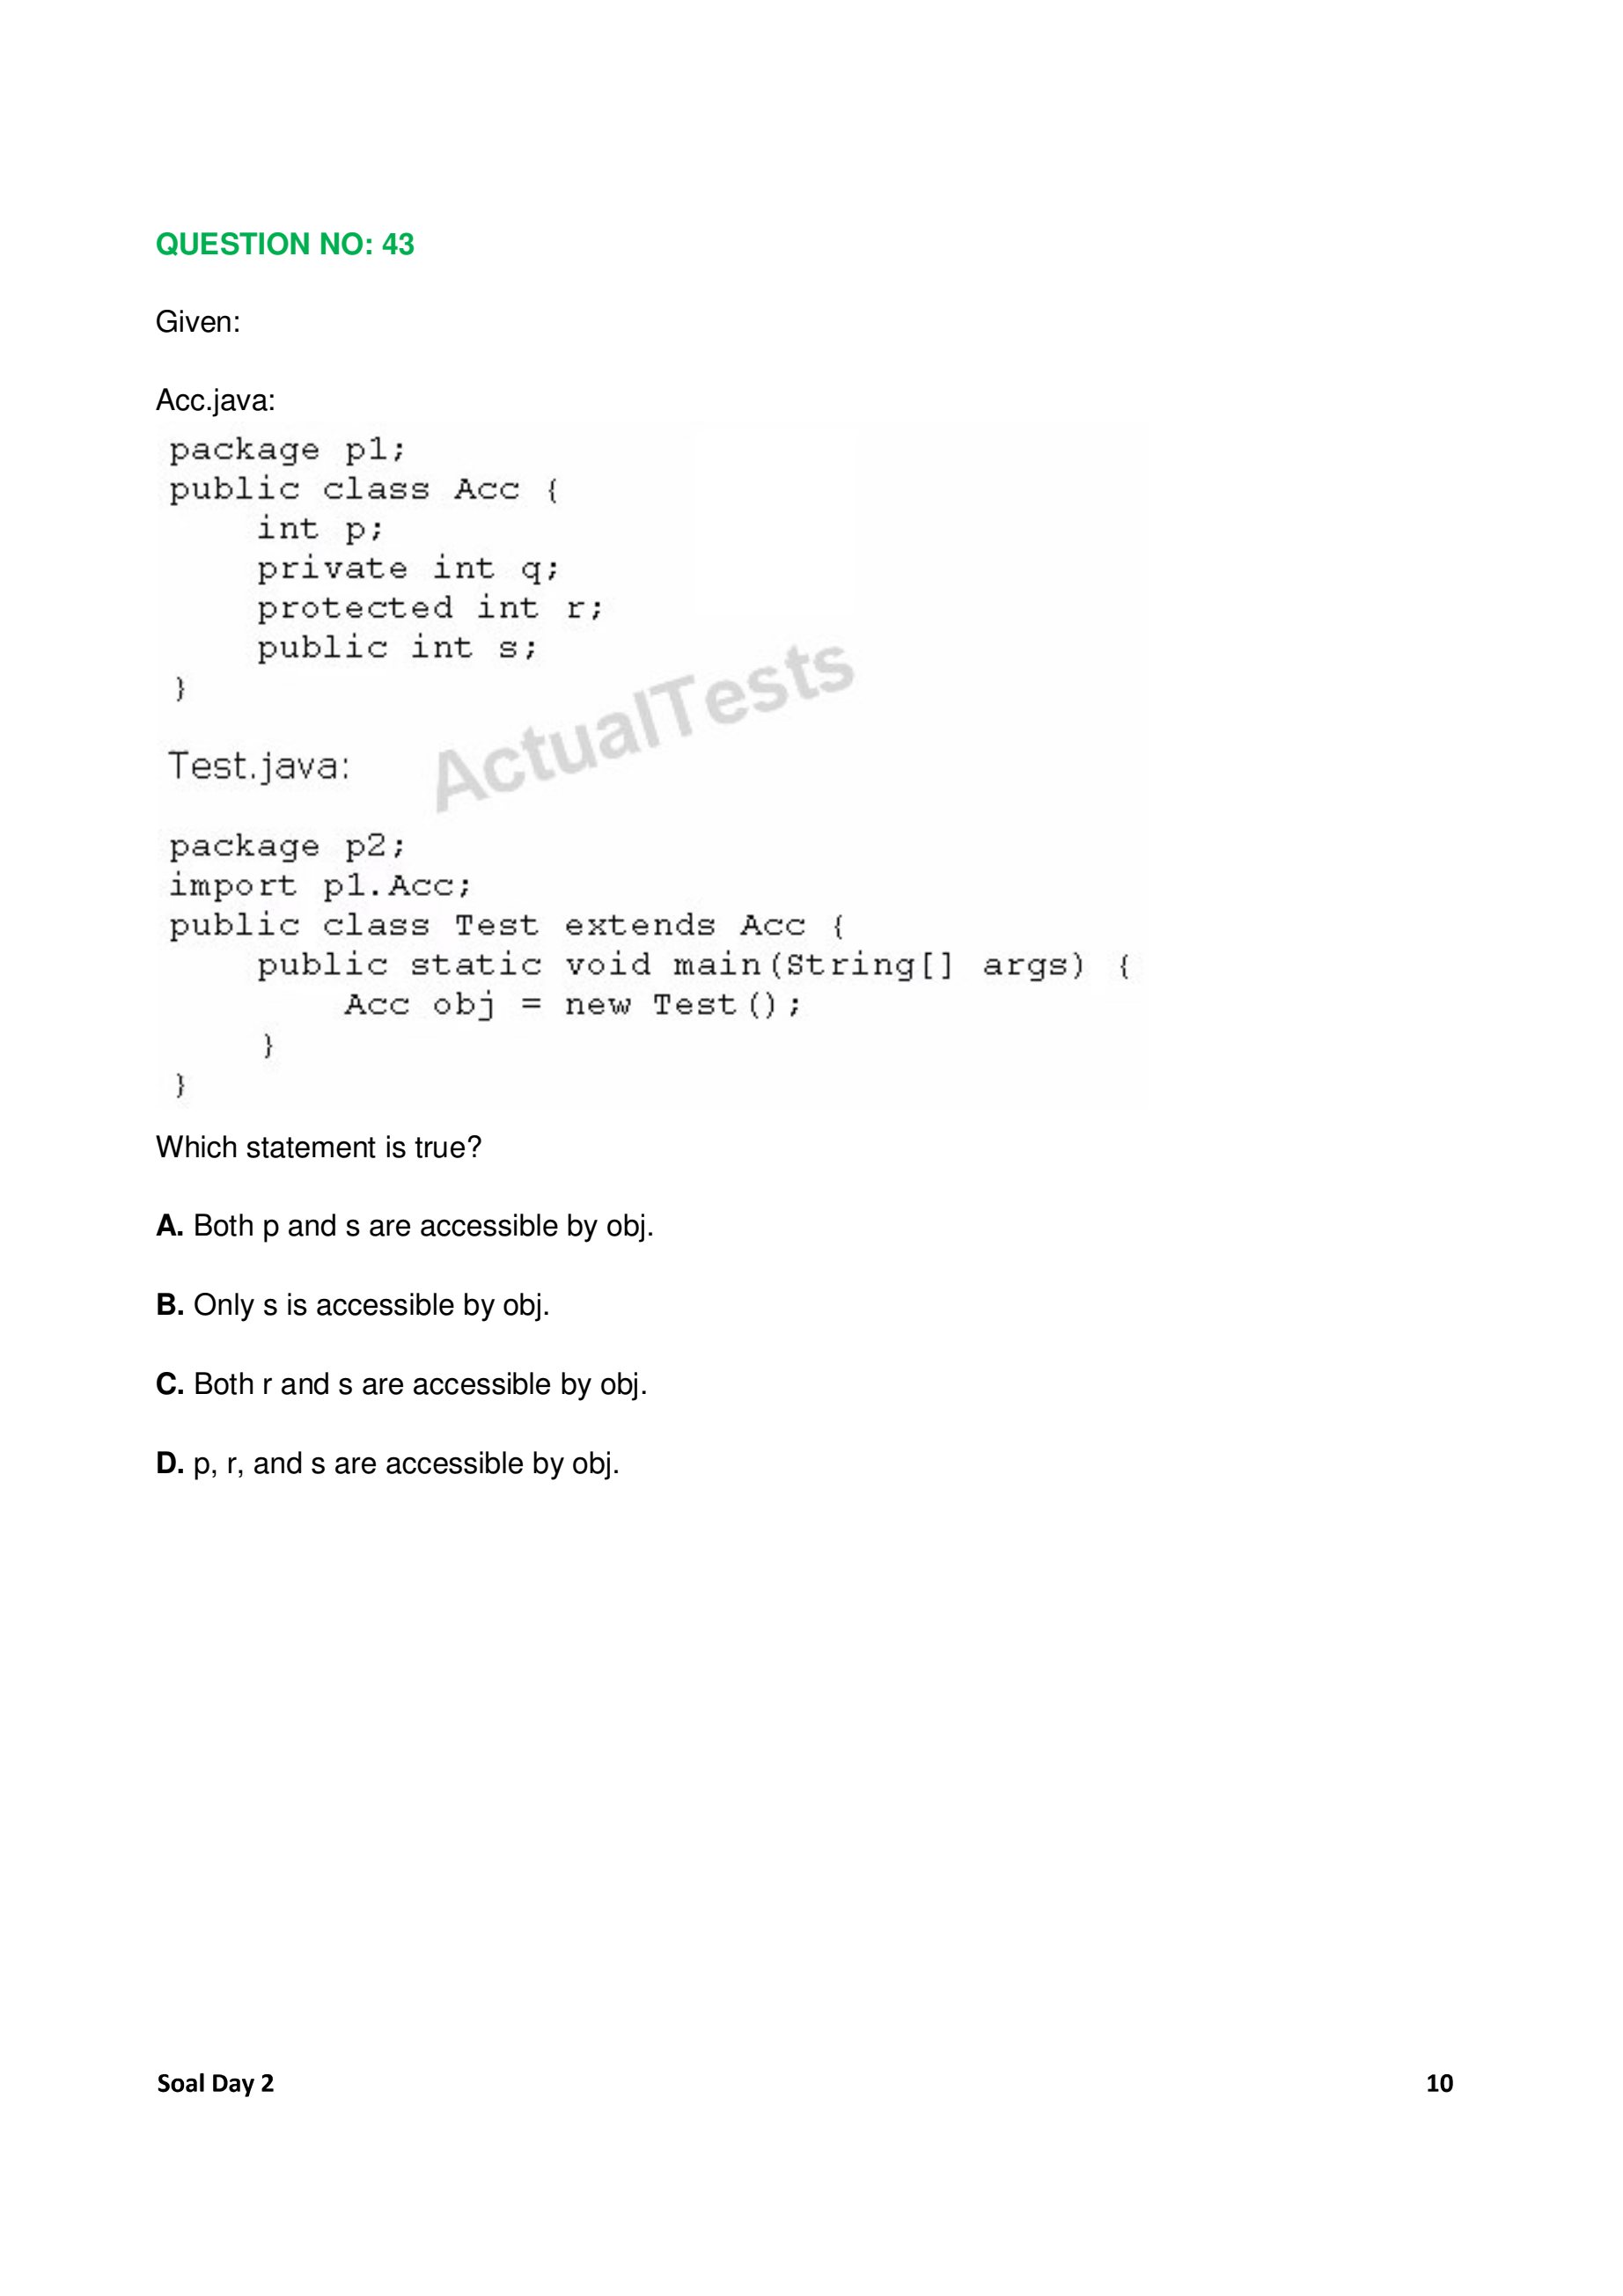 QUESTION NO: 43
Given:
Acc.java:
package p1;
public class Acc {
int p;
private int q;
protected int r;
public int s;
}
ActualTests
Test.java:
package p2;
import p1.Acc;
public class Test extends Acc {
public static void main(String[] args) {
Acc obj = new Test();
}
}
Which statement is true?
A. Both p and s are accessible by obj.
B. Only s is accessible by obj.
C. Both r and s are accessible by obj.
D. p, r, and s are accessible by obj.
Soal Day 2 10